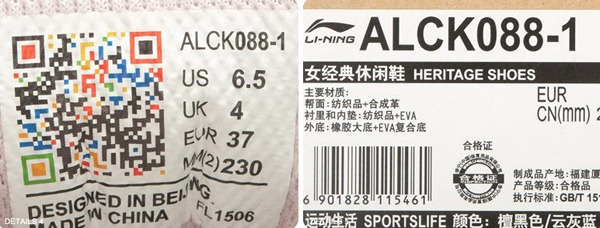 ALCK088-1
US 6.5
UK 4
EUR 37
MM(2) 230
DESIGNED IN BEIJING
MADE IN CHINA
FL1506
DETAILS 4
LI-NING
ALCK088-1
女经典休闲鞋 HERITAGE SHOES
主要材质:
帮面: 纺织品+合成革
衬里和内垫: 纺织品+EVA
外底: 橡胶大底+EVA复合底
EUR
CN(mm) 2
合格证
合格证
6 901828 115461
制成品产地: 福建
产品等级: 合格品
执行标准: GB/T 15
运动生活 SPORTSLIFE 颜色: 檀黑色/云灰蓝